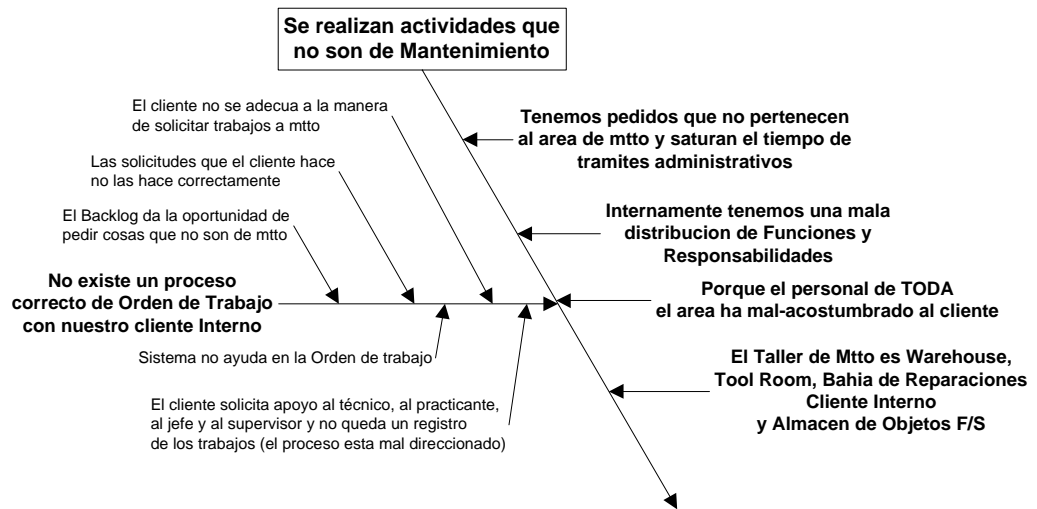 Se realizan actividades que
no son de Mantenimiento
El cliente no se adecua a la manera
de solicitar trabajos a mtto
Tenemos pedidos que no pertenecen
al area de mtto y saturan el tiempo de
tramites administrativos
Las solicitudes que el cliente hace
no las hace correctamente
El Backlog da la oportunidad de
pedir cosas que no son de mtto
Internamente tenemos una mala
distribucion de Funciones y
Responsabilidades
No existe un proceso
correcto de Orden de Trabajo
con nuestro cliente Interno
Porque el personal de TODA
el area ha mal-acostumbrado al cliente
Sistema no ayuda en la Orden de trabajo
El Taller de Mtto es Warehouse,
Tool Room, Bahia de Reparaciones
Cliente Interno
y Almacen de Objetos F/S
El cliente solicita apoyo al técnico, al practicante,
al jefe y al supervisor y no queda un registro
de los trabajos (el proceso esta mal direccionado)